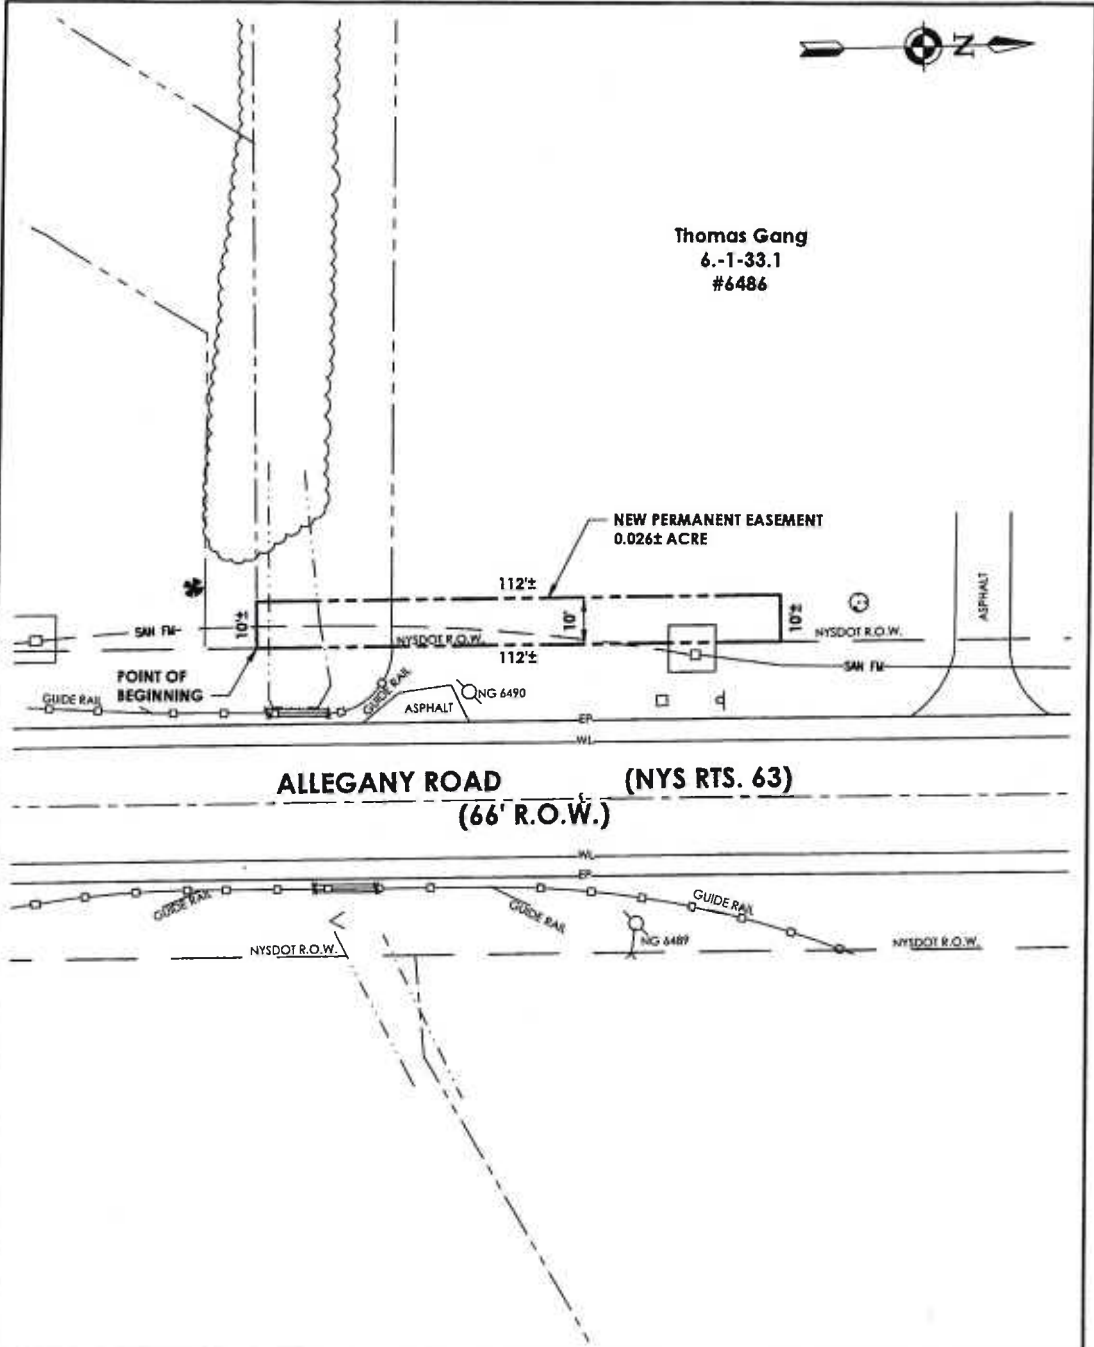 N
Thomas Gang
6.-1-33.1
#6486
NEW PERMANENT EASEMENT
0.026± ACRE
112'±
10'±
10'
10'±
ASPHALT
SAN FM
NYSDOT R.O.W.
NYSDOT R.O.W.
112'±
SAN FM
POINT OF
BEGINNING
GUIDE RAIL
GUIDE RAIL
ASPHALT
NG 6490
EP
WL
ALLEGANY ROAD (NYS RTS. 63)
(66' R.O.W.)
WL
EP
GUIDE RAIL
GUIDE RAIL
GUIDE RAIL
NG 6489
NYSDOT R.O.W.
NYSDOT R.O.W.